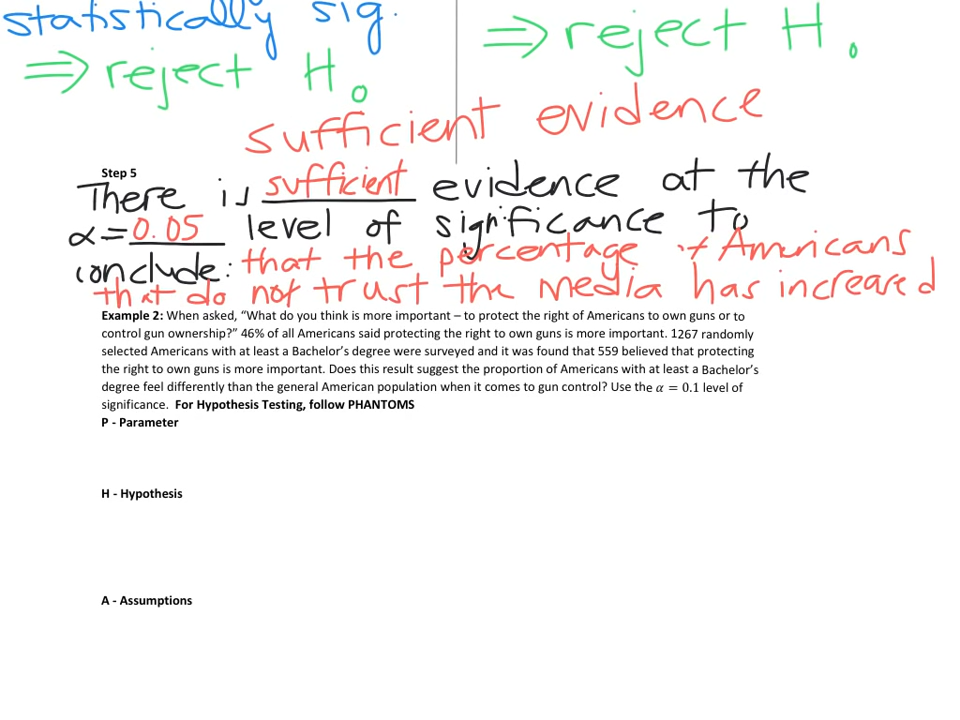 statistically sig.
⇒ reject H₀
⇒ reject H₀
sufficient evidence
Step 5
There is sufficient evidence at the
α = 0.05 level of significance to
conclude: that the percentage of Americans
that do not trust the media has increased
Example 2: When asked, “What do you think is more important – to protect the right of Americans to own guns or to
control gun ownership?” 46% of all Americans said protecting the right to own guns is more important. 1267 randomly
selected Americans with at least a Bachelor’s degree were surveyed and it was found that 559 believed that protecting
the right to own guns is more important. Does this result suggest the proportion of Americans with at least a Bachelor’s
degree feel differently than the general American population when it comes to gun control? Use the α = 0.1 level of
significance. For Hypothesis Testing, follow PHANTOMS
P - Parameter
H - Hypothesis
A - Assumptions